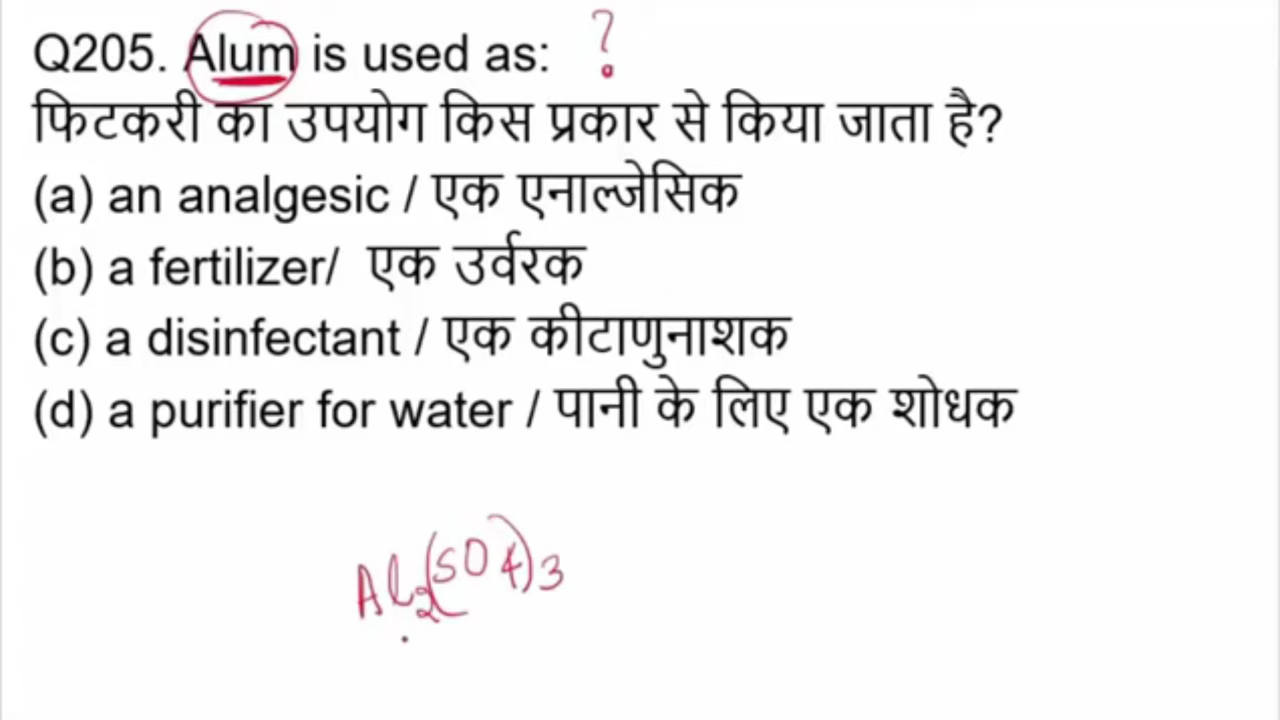 Q205. Alum is used as: ?
फिटकरी का उपयोग किस प्रकार से किया जाता है?
(a) an analgesic / एक एनाल्जेसिक
(b) a fertilizer/ एक उर्वरक
(c) a disinfectant / एक कीटाणुनाशक
(d) a purifier for water / पानी के लिए एक शोधक
Al2(SO4)3